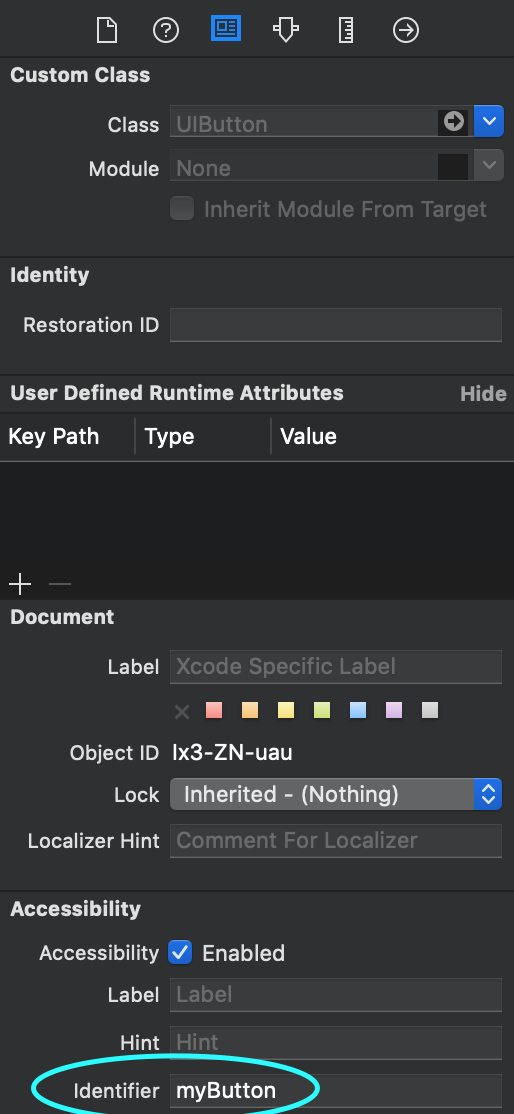 Custom Class
Class UIButton
Module None
Inherit Module From Target
Identity
Restoration ID
User Defined Runtime Attributes Hide
Key Path Type Value
Document
Label Xcode Specific Label
Object ID lx3-ZN-uau
Lock Inherited - (Nothing)
Localizer Hint Comment For Localizer
Accessibility
Accessibility Enabled
Label Label
Hint Hint
Identifier myButton